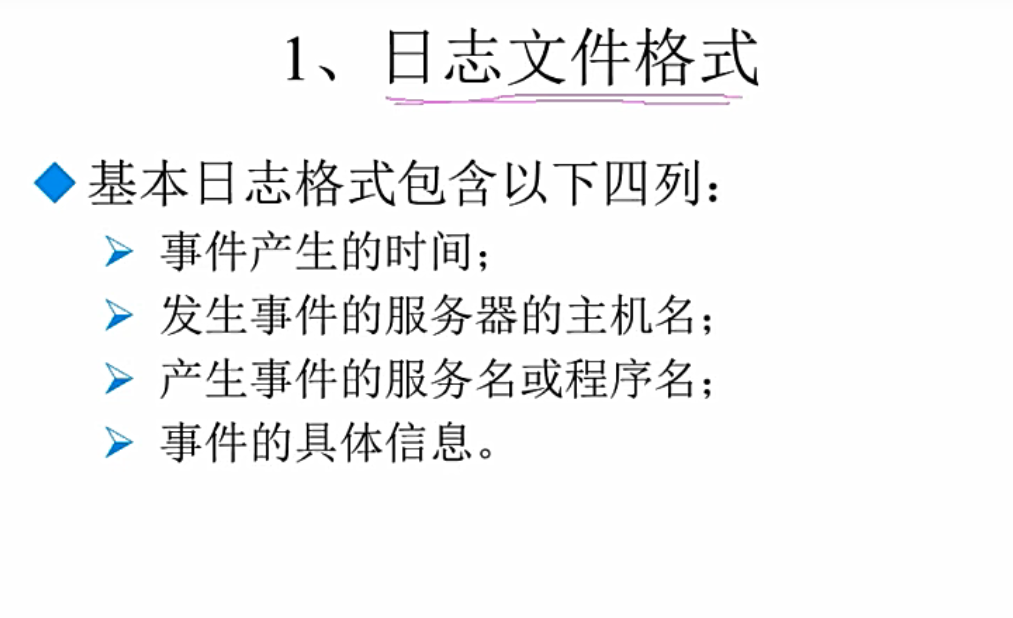 1、日志文件格式
基本日志格式包含以下四列：
事件产生的时间；
发生事件的服务器的主机名；
产生事件的服务名或程序名；
事件的具体信息。